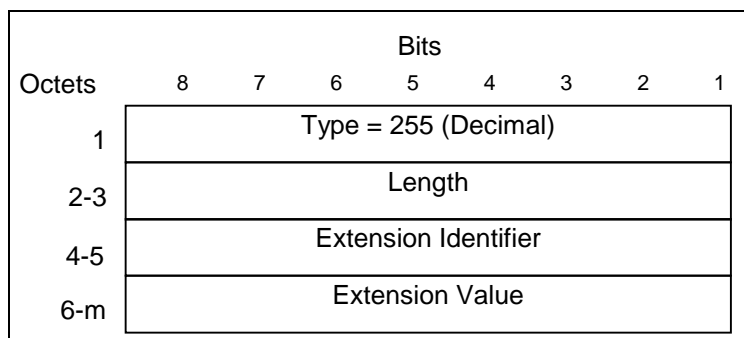 Bits
Octets 8 7 6 5 4 3 2 1
1 Type = 255 (Decimal)
2-3 Length
4-5 Extension Identifier
6-m Extension Value